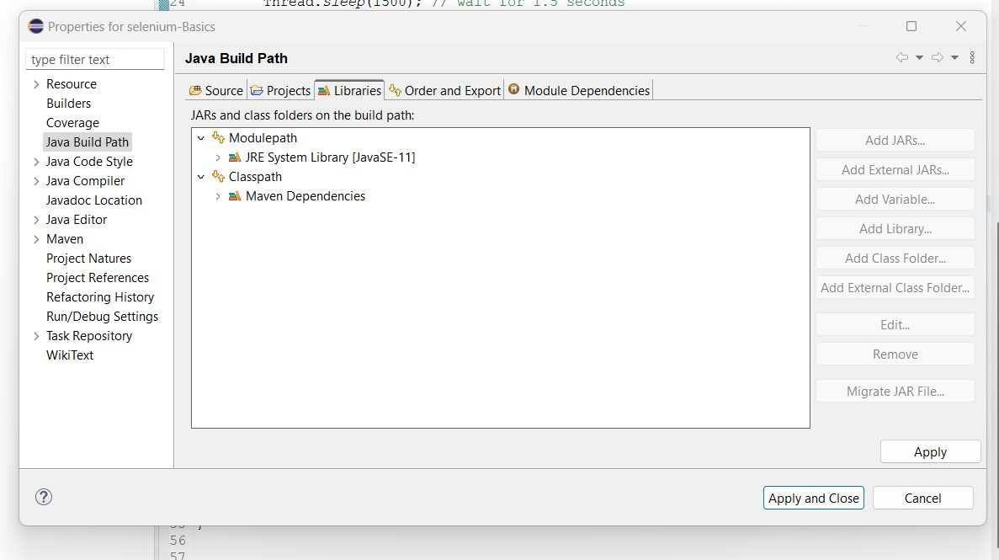 24 Thread.sleep(1500); // wait for 1.5 seconds
Properties for selenium-Basics
type filter text
Resource
Builders
Coverage
Java Build Path
Java Code Style
Java Compiler
Javadoc Location
Java Editor
Maven
Project Natures
Project References
Refactoring History
Run/Debug Settings
Task Repository
WikiText
Java Build Path
Source Projects Libraries Order and Export Module Dependencies
JARs and class folders on the build path:
Modulepath
JRE System Library [JavaSE-11]
Classpath
Maven Dependencies
Add JARs...
Add External JARs...
Add Variable...
Add Library...
Add Class Folder...
Add External Class Folder...
Edit...
Remove
Migrate JAR File...
Apply
Apply and Close Cancel
55 }
56
57